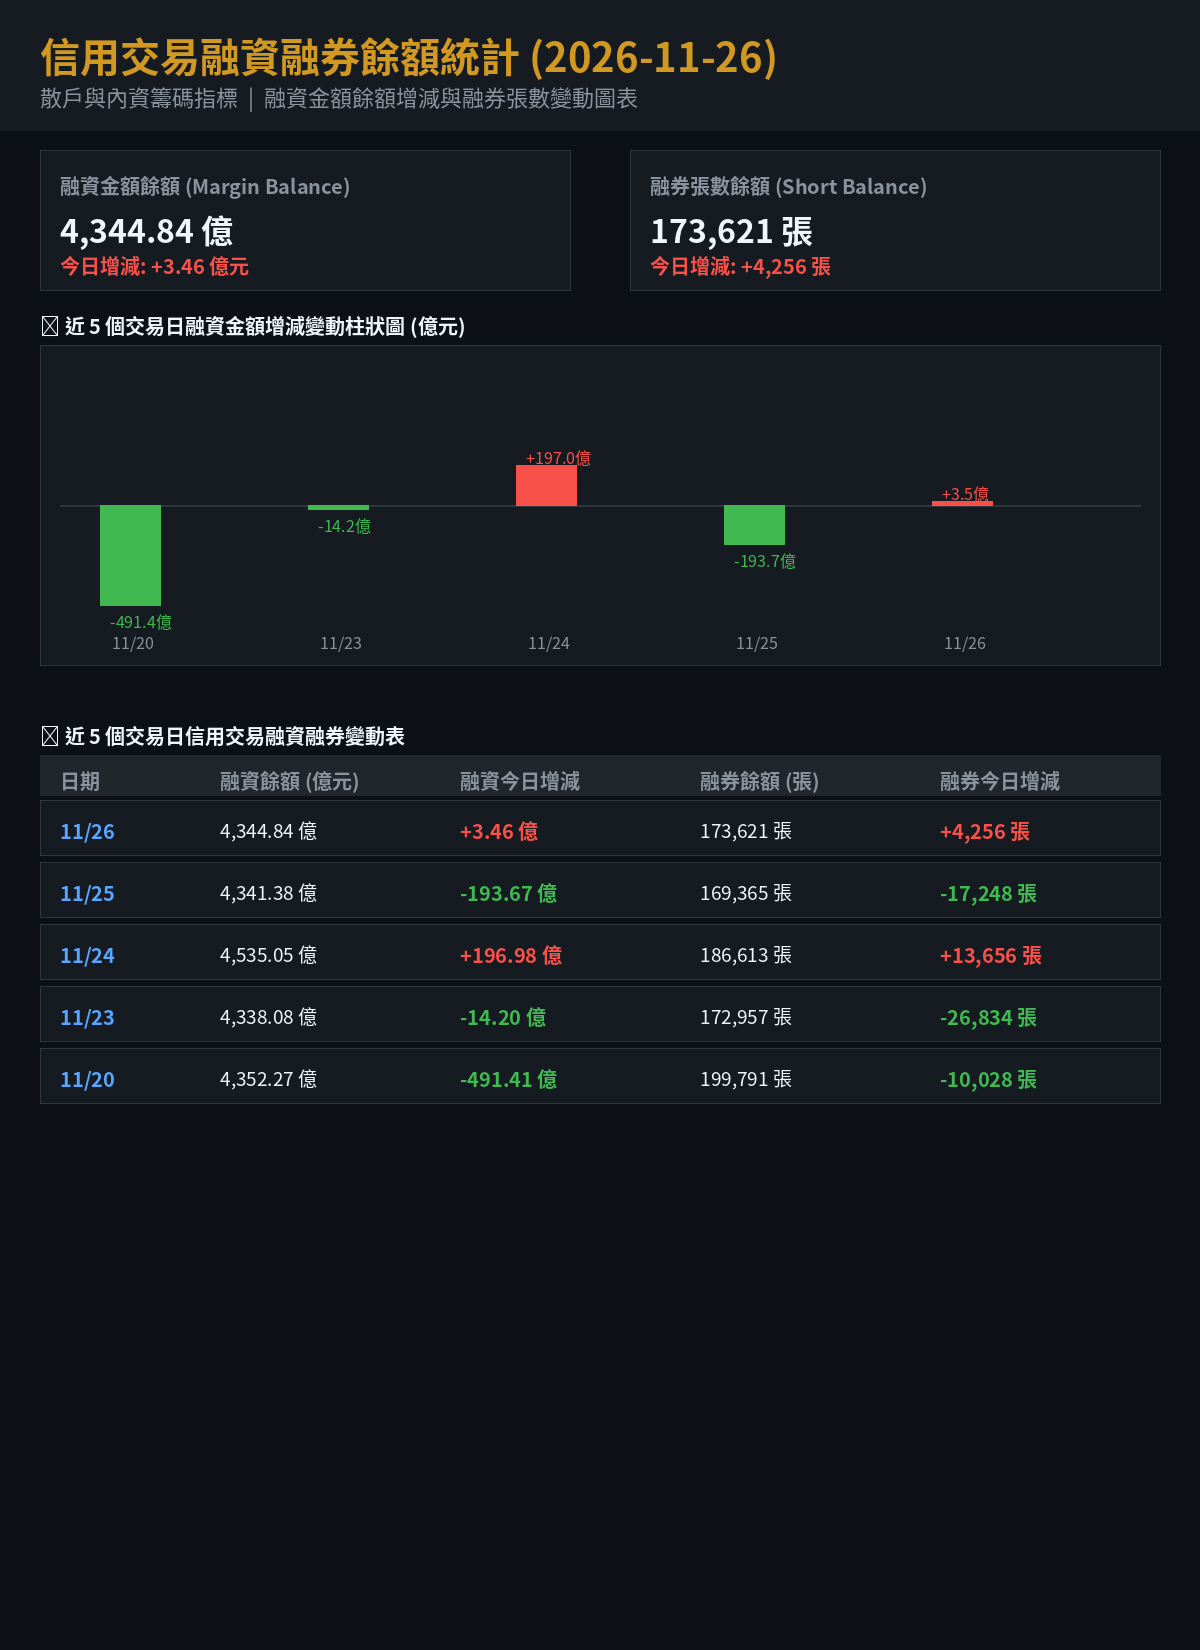 信用交易融資融券餘額統計 (2026-11-26)
散戶與內資籌碼指標 | 融資金額餘額增減與融券張數變動圖表
融資金額餘額 (Margin Balance)
4,344.84 億
今日增減: +3.46 億元
融券張數餘額 (Short Balance)
173,621 張
今日增減: +4,256 張
近 5 個交易日融資金額增減變動柱狀圖 (億元)
+197.0億
+3.5億
-14.2億
-193.7億
-491.4億
11/20 11/23 11/24 11/25 11/26
近 5 個交易日信用交易融資融券變動表
日期 融資餘額 (億元) 融資今日增減 融券餘額 (張) 融券今日增減
11/26 4,344.84 億 +3.46 億 173,621 張 +4,256 張
11/25 4,341.38 億 -193.67 億 169,365 張 -17,248 張
11/24 4,535.05 億 +196.98 億 186,613 張 +13,656 張
11/23 4,338.08 億 -14.20 億 172,957 張 -26,834 張
11/20 4,352.27 億 -491.41 億 199,791 張 -10,028 張